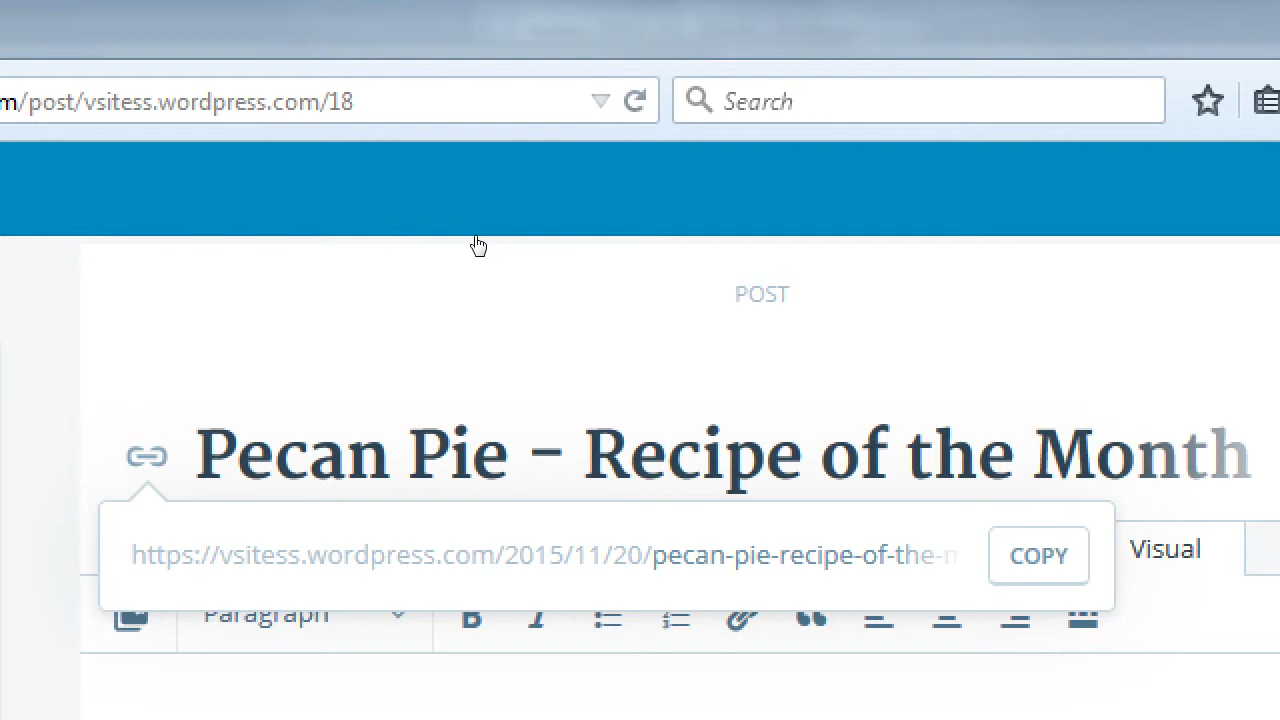 m/post/vsitess.wordpress.com/18
Search
POST
Pecan Pie - Recipe of the Month
https://vsitess.wordpress.com/2015/11/20/pecan-pie-recipe-of-the-
COPY
Visual
Paragraph
B I